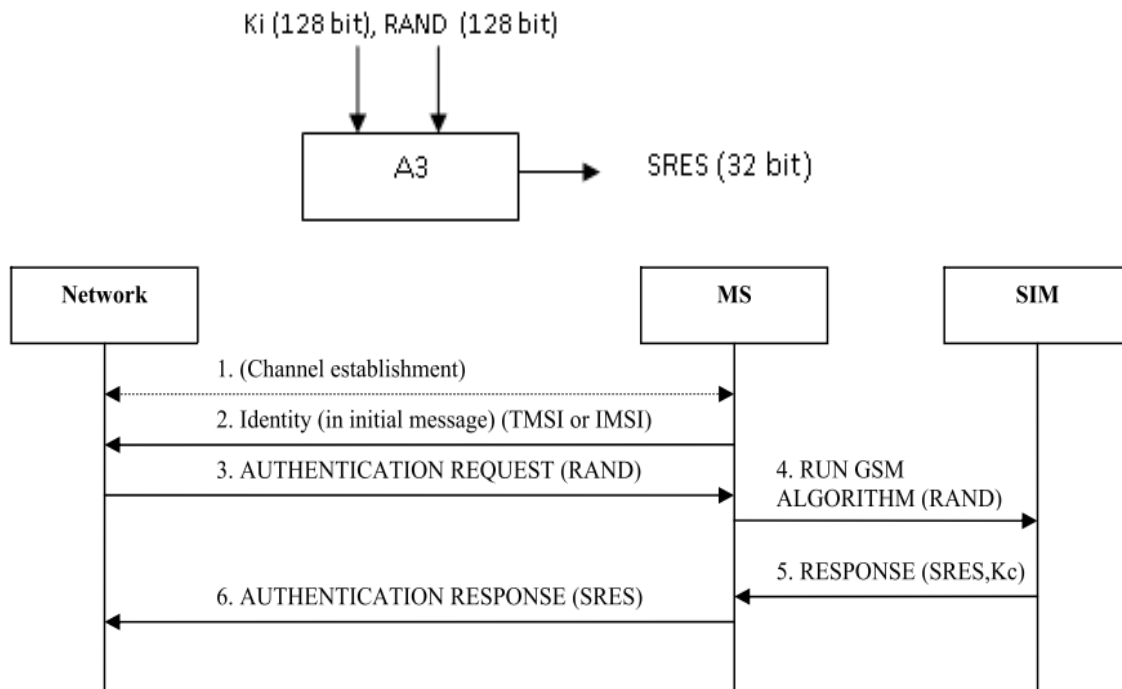 Ki (128 bit), RAND (128 bit)
A3
SRES (32 bit)
Network
MS
SIM
1. (Channel establishment)
2. Identity (in initial message) (TMSI or IMSI)
3. AUTHENTICATION REQUEST (RAND)
4. RUN GSM
ALGORITHM (RAND)
5. RESPONSE (SRES,Kc)
6. AUTHENTICATION RESPONSE (SRES)